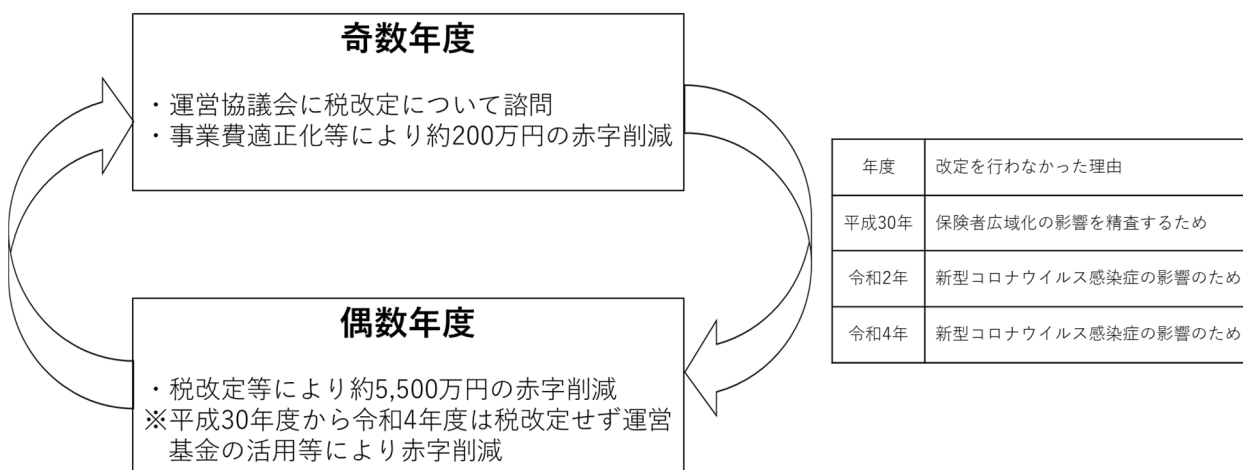 奇数年度
・運営協議会に税改定について諮問
・事業費適正化等により約200万円の赤字削減
偶数年度
・税改定等により約5,500万円の赤字削減
※平成30年度から令和4年度は税改定せず運営
基金の活用等により赤字削減
年度 改定を行わなかった理由
平成30年 保険者広域化の影響を精査するため
令和2年 新型コロナウイルス感染症の影響のため
令和4年 新型コロナウイルス感染症の影響のため